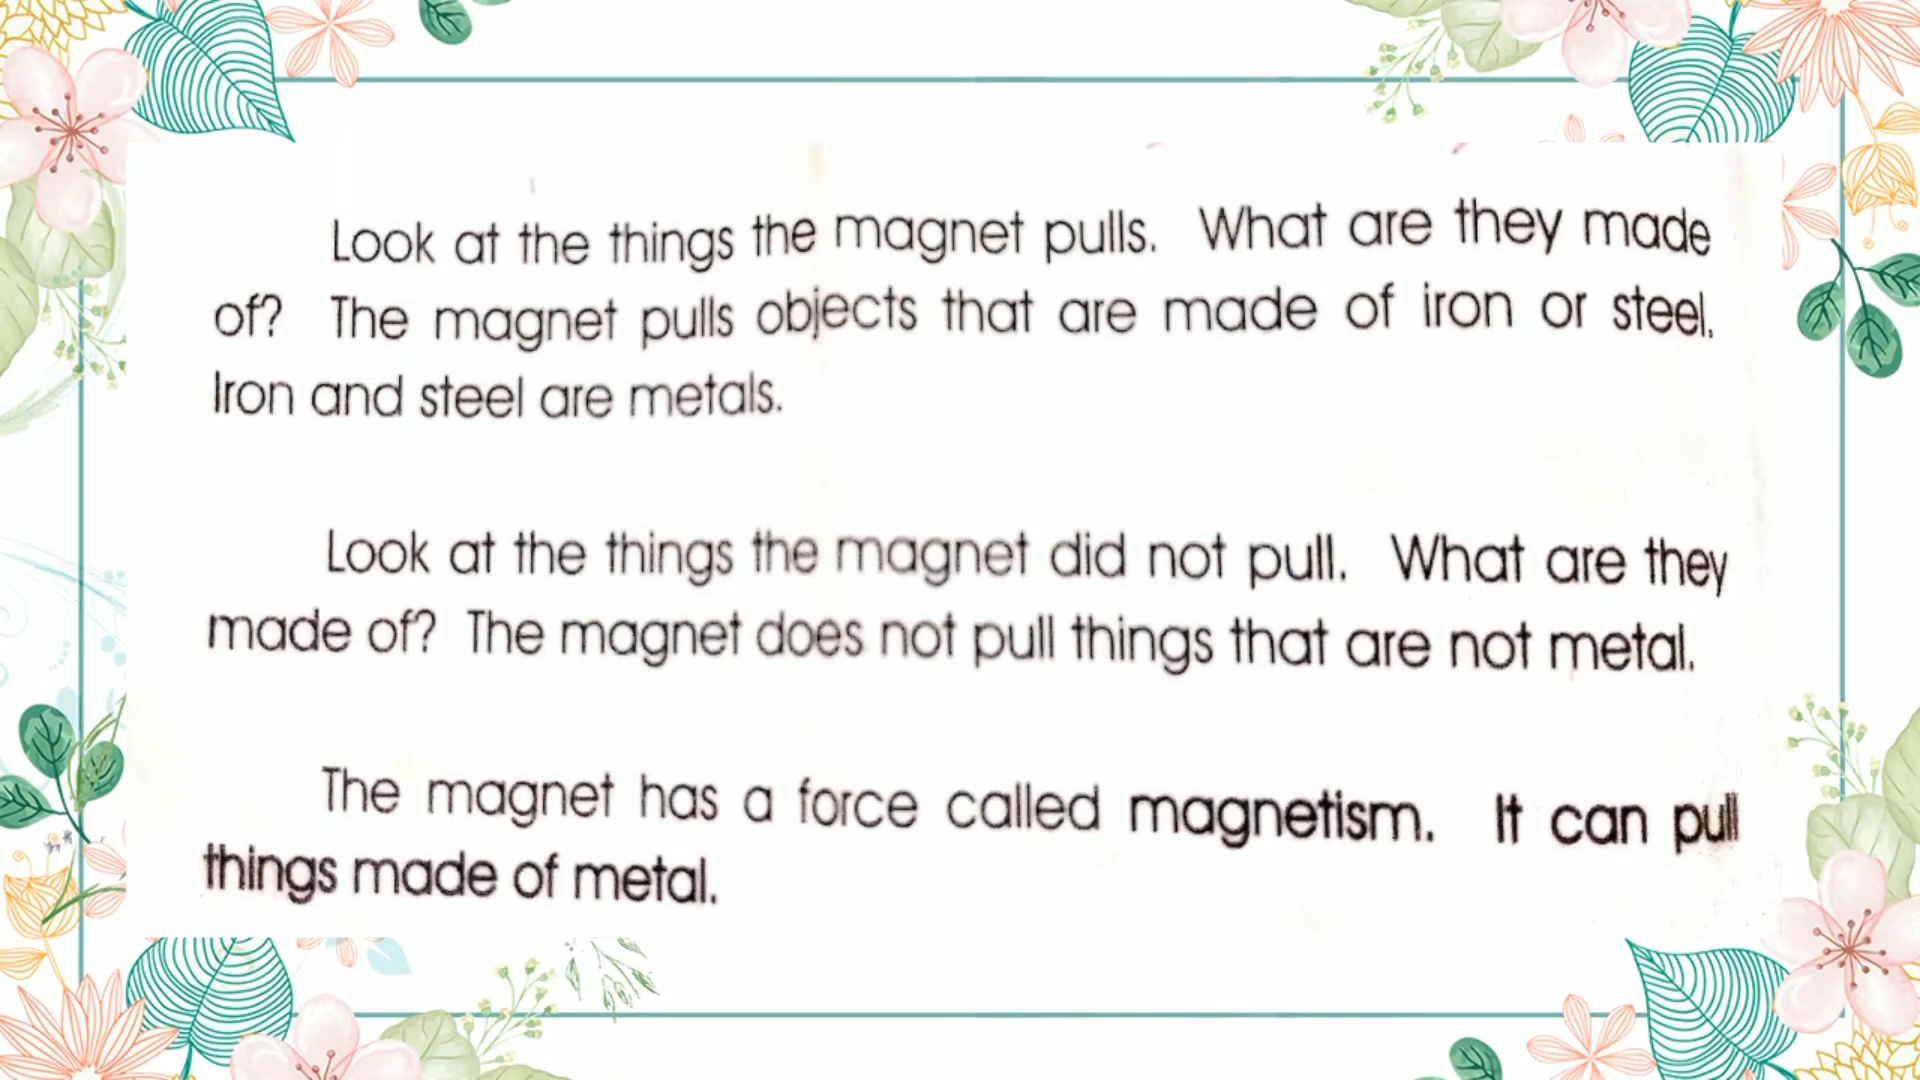 Look at the things the magnet pulls. What are they made
of? The magnet pulls objects that are made of iron or steel.
Iron and steel are metals.
Look at the things the magnet did not pull. What are they
made of? The magnet does not pull things that are not metal.
The magnet has a force called magnetism. It can pull
things made of metal.